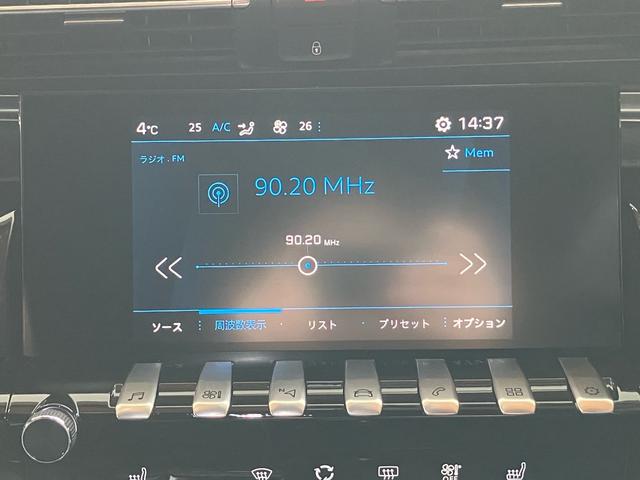 4°C 25 A/C 26 14:37
ラジオ . FM
Mem
90.20 MHz
90.20 MHz
ソース 周波数表示 リスト プリセット オプション
OFF